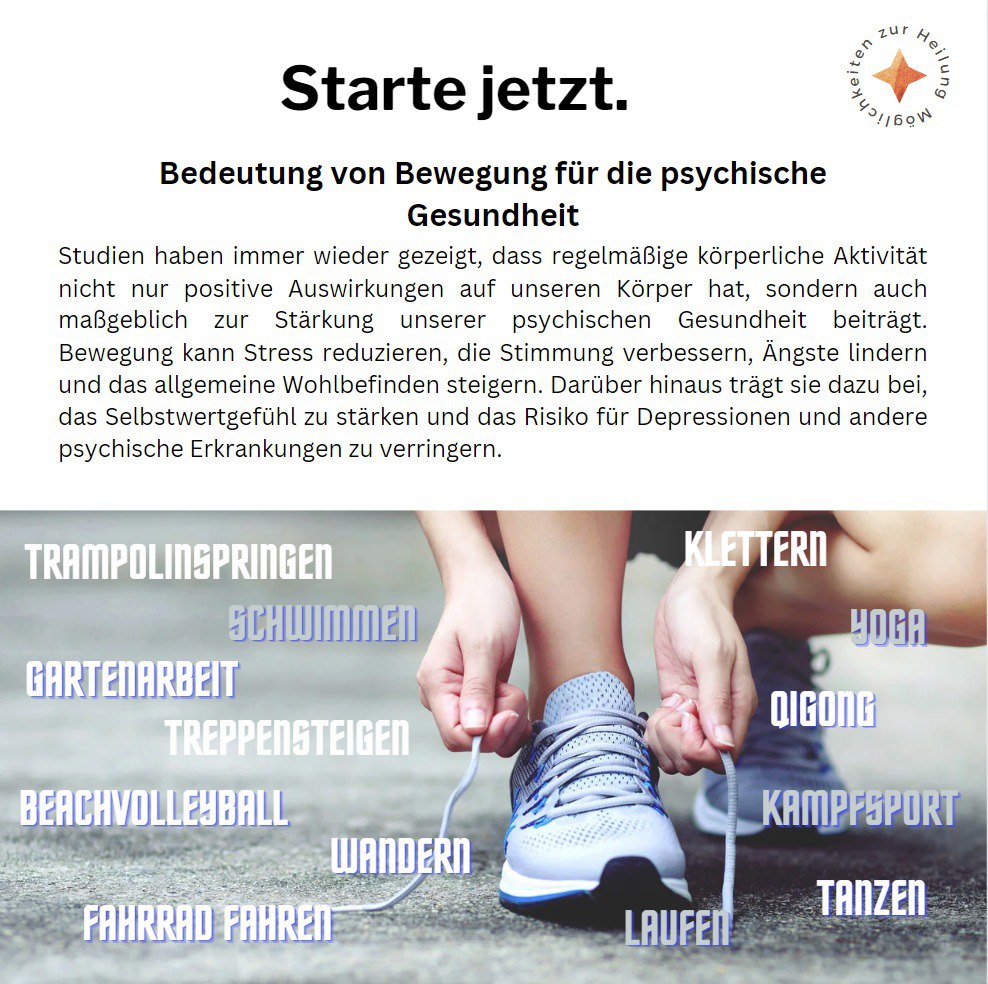 Möglichkeiten zur Heilung
Starte jetzt.
Bedeutung von Bewegung für die psychische
Gesundheit
Studien haben immer wieder gezeigt, dass regelmäßige körperliche Aktivität
nicht nur positive Auswirkungen auf unseren Körper hat, sondern auch
maßgeblich zur Stärkung unserer psychischen Gesundheit beiträgt.
Bewegung kann Stress reduzieren, die Stimmung verbessern, Ängste lindern
und das allgemeine Wohlbefinden steigern. Darüber hinaus trägt sie dazu bei,
das Selbstwertgefühl zu stärken und das Risiko für Depressionen und andere
psychische Erkrankungen zu verringern.
TRAMPOLINSPRINGEN
KLETTERN
SCHWIMMEN
YOGA
GARTENARBEIT
QIGONG
TREPPENSTEIGEN
BEACHVOLLEYBALL
KAMPFSPORT
WANDERN
TANZEN
FAHRRAD FAHREN
LAUFEN